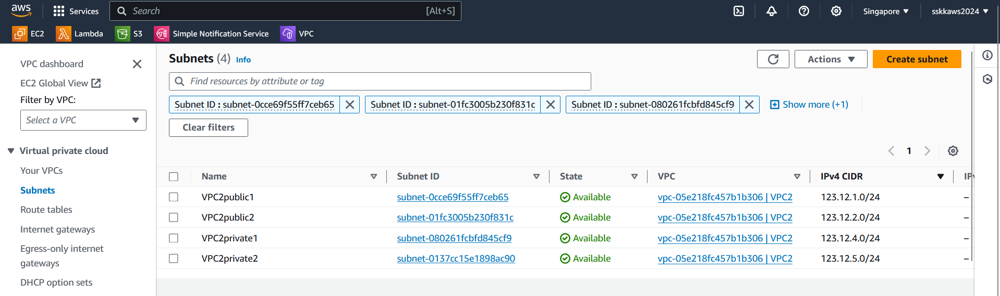 aws Services Search [Alt+S] Singapore sskkaws2024
EC2 Lambda S3 Simple Notification Service VPC
VPC dashboard
EC2 Global View
Filter by VPC:
Select a VPC
Virtual private cloud
Your VPCs
Subnets
Route tables
Internet gateways
Egress-only internet
gateways
DHCP option sets
Subnets (4) Info Actions Create subnet
Find resources by attribute or tag
Subnet ID : subnet-0cce69f55ff7ceb65 Subnet ID : subnet-01fc3005b230f831c Subnet ID : subnet-080261fcbfd845cf9 Show more (+1)
Clear filters
1
Name Subnet ID State VPC IPv4 CIDR
VPC2public1 subnet-0cce69f55ff7ceb65 Available vpc-05e218fc457b1b306 | VPC2 123.12.1.0/24 –
VPC2public2 subnet-01fc3005b230f831c Available vpc-05e218fc457b1b306 | VPC2 123.12.2.0/24 –
VPC2private1 subnet-080261fcbfd845cf9 Available vpc-05e218fc457b1b306 | VPC2 123.12.4.0/24 –
VPC2private2 subnet-0137cc15e1898ac90 Available vpc-05e218fc457b1b306 | VPC2 123.12.5.0/24 –